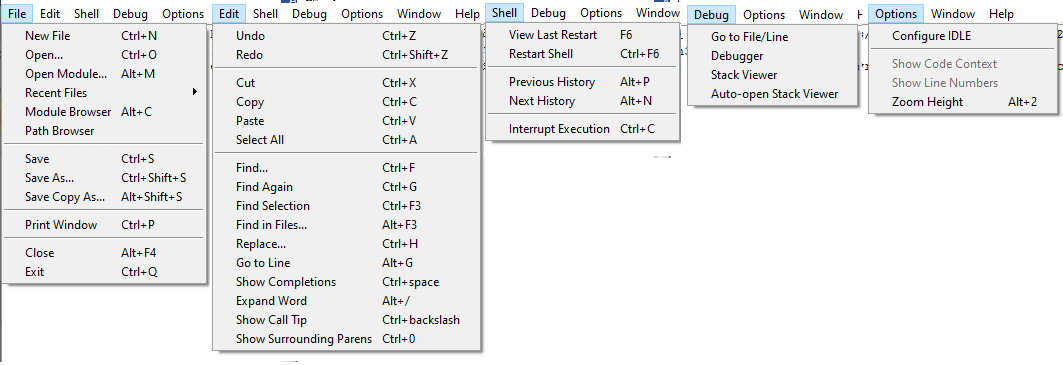 File Edit Shell Debug Options
New File Ctrl+N
Open... Ctrl+O
Open Module... Alt+M
Recent Files
Module Browser Alt+C
Path Browser
Save Ctrl+S
Save As... Ctrl+Shift+S
Save Copy As... Alt+Shift+S
Print Window Ctrl+P
Close Alt+F4
Exit Ctrl+Q
Edit Shell Debug Options Window Help
Undo Ctrl+Z
Redo Ctrl+Shift+Z
Cut Ctrl+X
Copy Ctrl+C
Paste Ctrl+V
Select All Ctrl+A
Find... Ctrl+F
Find Again Ctrl+G
Find Selection Ctrl+F3
Find in Files... Alt+F3
Replace... Ctrl+H
Go to Line Alt+G
Show Completions Ctrl+space
Expand Word Alt+/
Show Call Tip Ctrl+backslash
Show Surrounding Parens Ctrl+0
Shell Debug Options Window
View Last Restart F6
Restart Shell Ctrl+F6
Previous History Alt+P
Next History Alt+N
Interrupt Execution Ctrl+C
Debug Options Window
Go to File/Line
Debugger
Stack Viewer
Auto-open Stack Viewer
Options Window Help
Configure IDLE
Show Code Context
Show Line Numbers
Zoom Height Alt+2